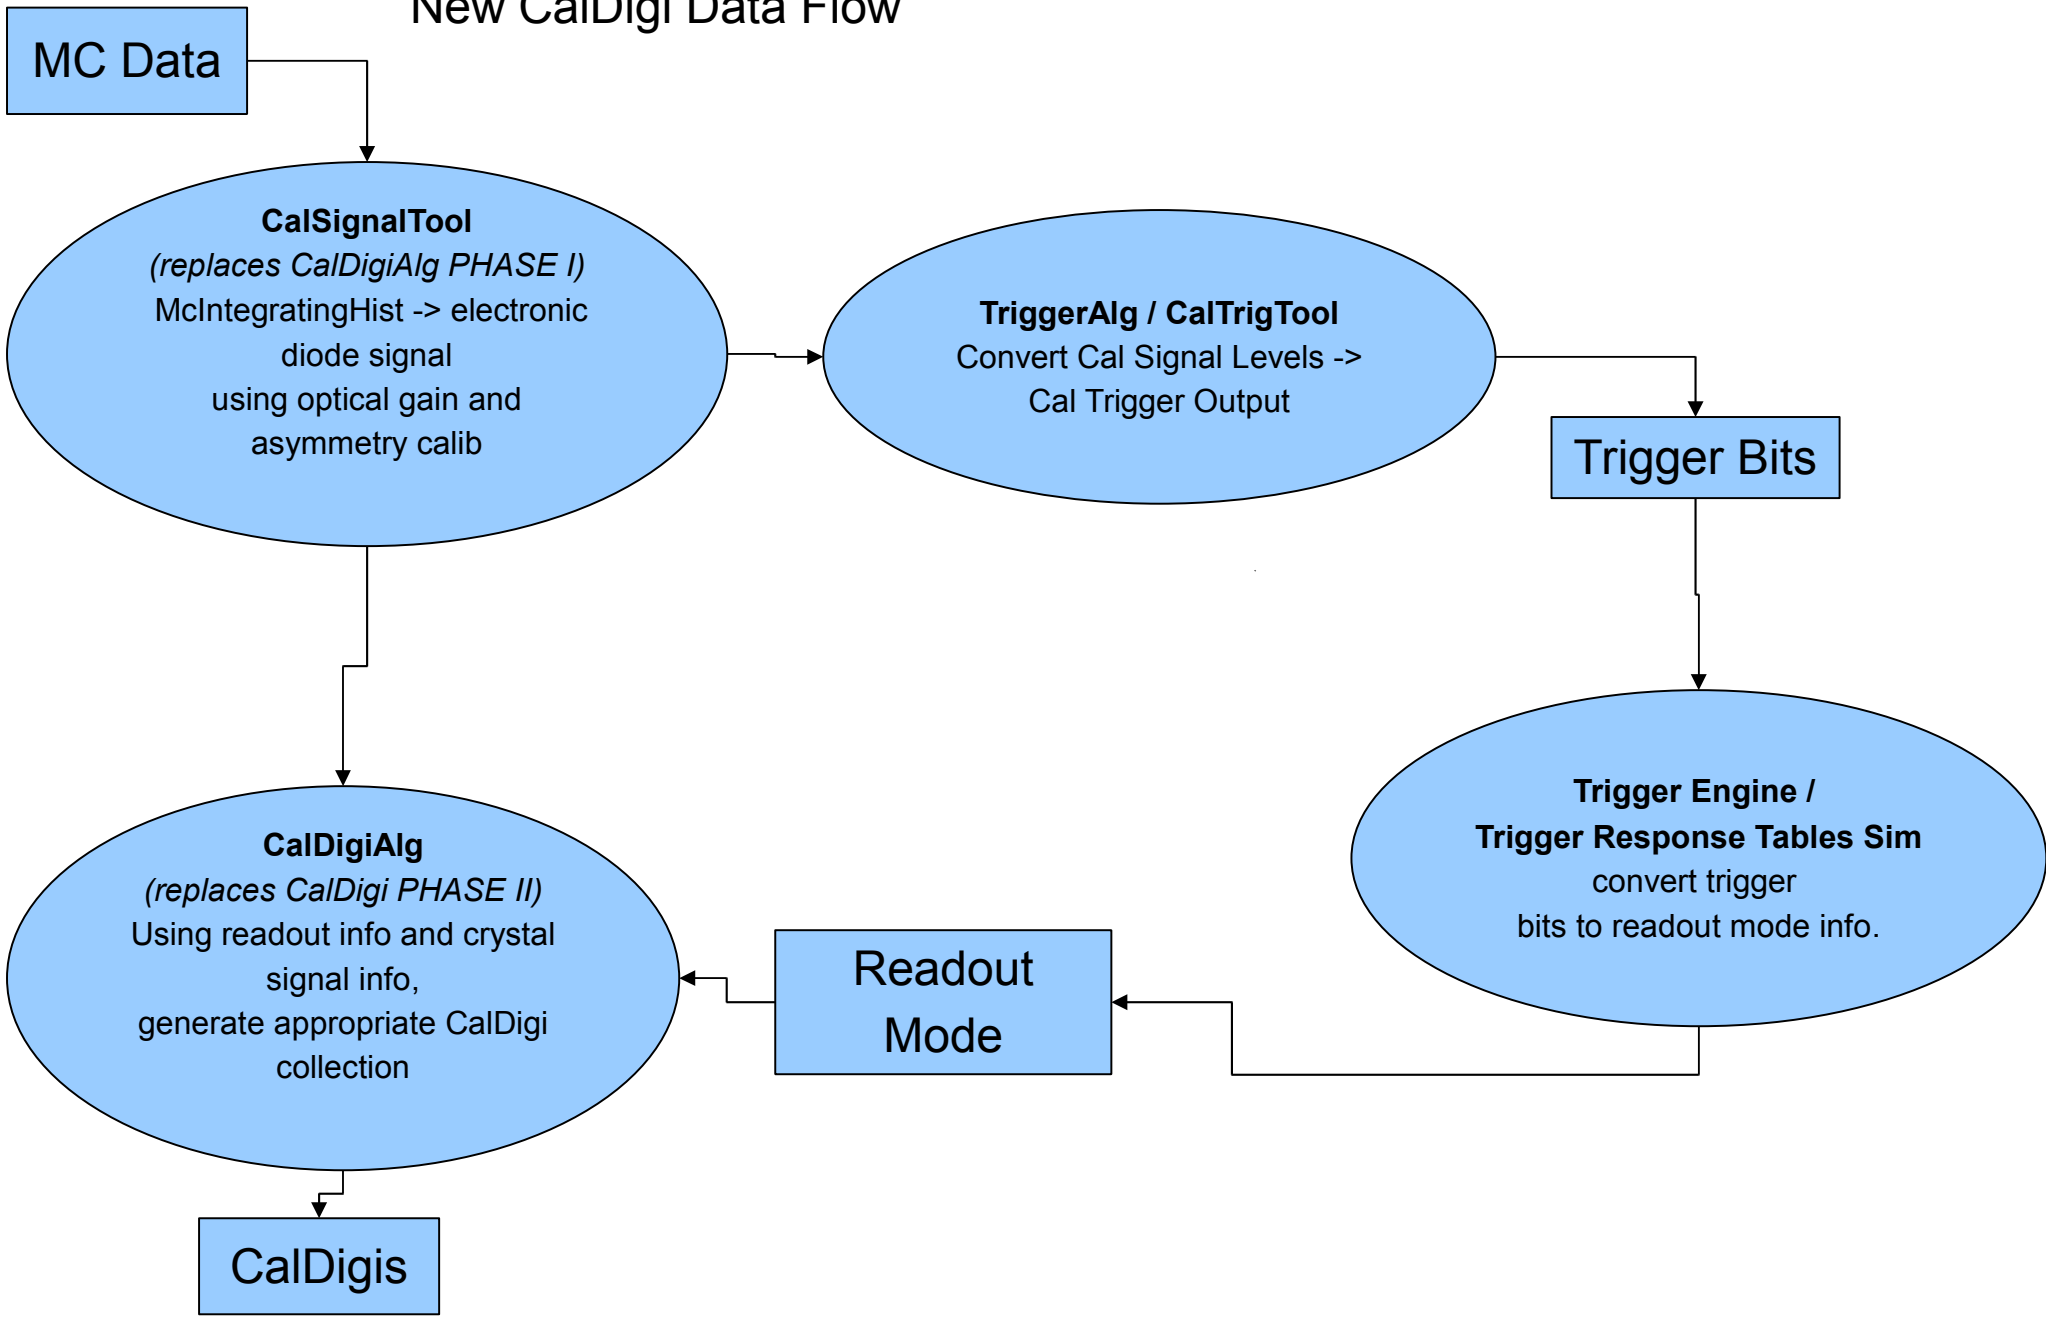 New CalDigi Data Flow
MC Data
CalSignalTool
(replaces CalDigiAlg PHASE I)
McIntegratingHist -> electronic
diode signal
using optical gain and
asymmetry calib
TriggerAlg / CalTrigTool
Convert Cal Signal Levels ->
Cal Trigger Output
Trigger Bits
Trigger Engine /
Trigger Response Tables Sim
convert trigger
bits to readout mode info.
CalDigiAlg
(replaces CalDigi PHASE II)
Using readout info and crystal
signal info,
generate appropriate CalDigi
collection
Readout
Mode
CalDigis